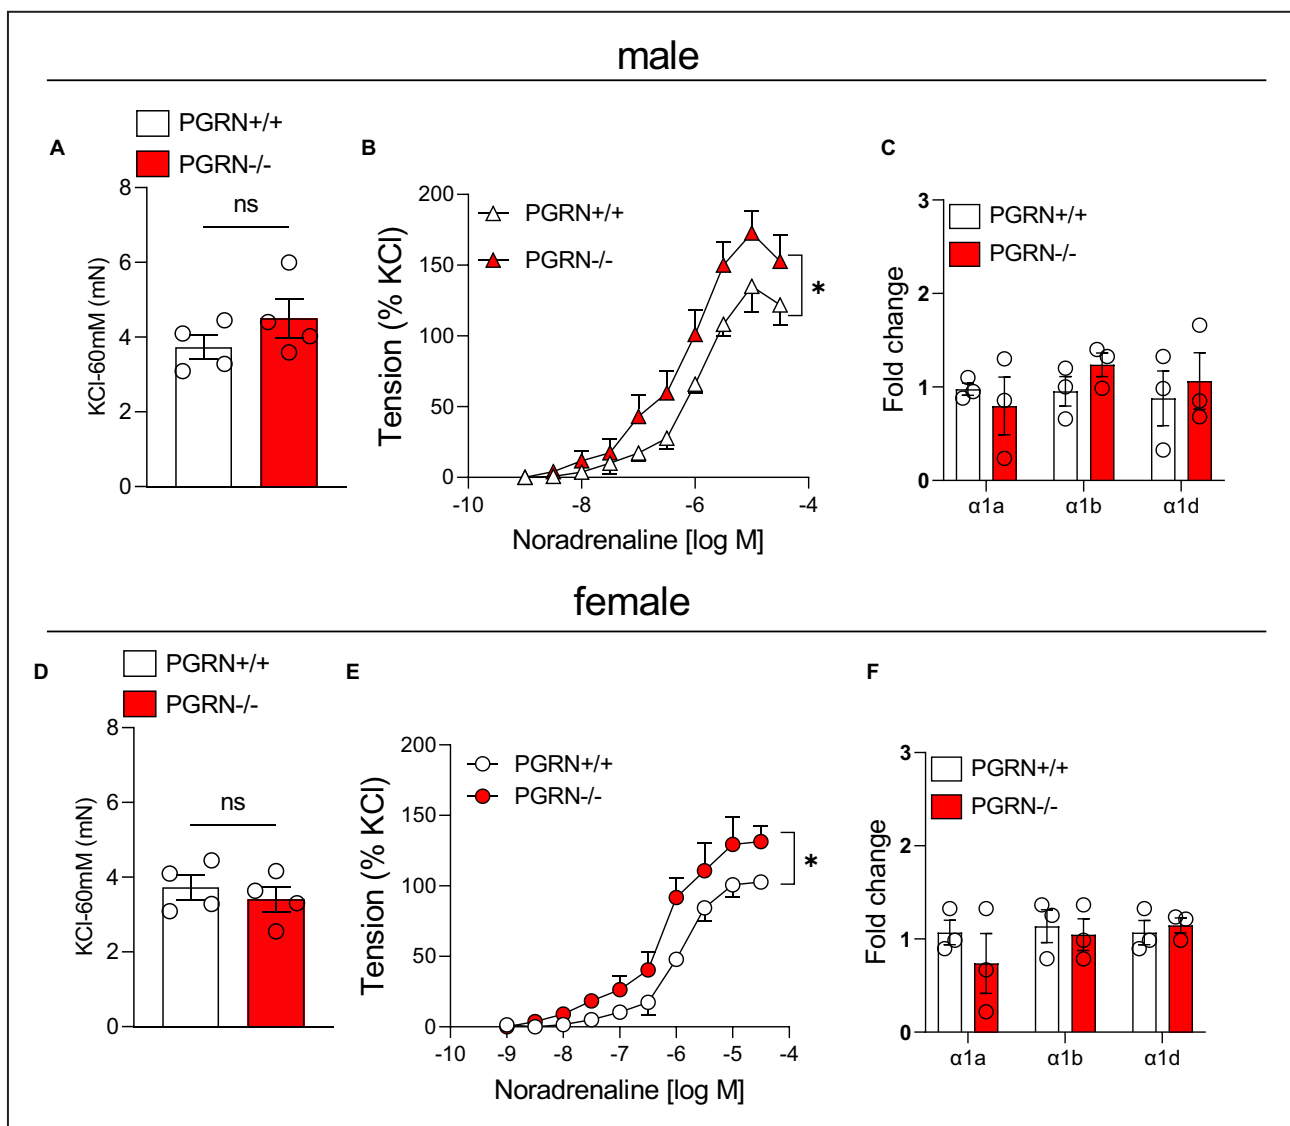 male
A
PGRN+/+
PGRN-/-
8
6
4
2
0
KCl-60mM (mN)
ns
B
PGRN+/+
PGRN-/-
200
150
100
50
0
Tension (% KCl)
*
-10
-8
-6
-4
Noradrenaline [log M]
C
PGRN+/+
PGRN-/-
3
2
1
0
Fold change
α1a
α1b
α1d
female
D
PGRN+/+
PGRN-/-
8
6
4
2
0
KCl-60mM (mN)
ns
E
PGRN+/+
PGRN-/-
200
150
100
50
0
Tension (% KCl)
*
-10
-9
-8
-7
-6
-5
-4
Noradrenaline [log M]
F
PGRN+/+
PGRN-/-
3
2
1
0
Fold change
α1a
α1b
α1d